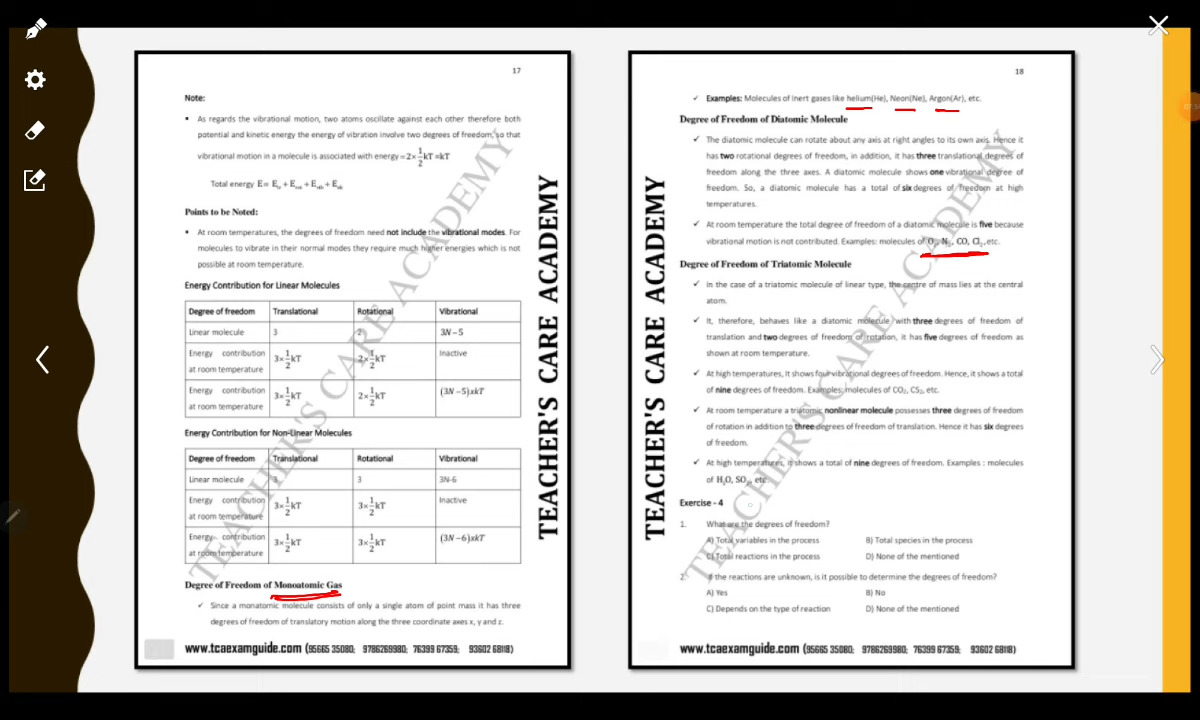 17
Note:
▪ As regards the vibrational motion, two atoms oscillate against each other therefore both
potential and kinetic energy the energy of vibration involve two degrees of freedom, so that
vibrational motion in a molecule is associated with energy=2×1/2kT =kT
Total energy E=
Points to be Noted:
▪ At room temperatures, the degrees of freedom need not include the vibrational modes. For
molecules to vibrate in their normal modes they require much higher energies which is not
possible at room temperature.
Energy Contribution for Linear Molecules
Degree of freedom Translational Rotational Vibrational
Linear molecule 3 2 3N−5
Energy contribution at room temperature 3×1/2kT 2×1/2kT Inactive
Energy contribution at room temperature 3×1/2kT 2×1/2kT (3N−5)xkT
Energy Contribution for Non-Linear Molecules
Degree of freedom Translational Rotational Vibrational
Linear molecule 3 3 3N-6
Energy contribution at room temperature 3×1/2kT 3×1/2kT Inactive
Energy contribution at room temperature 3×1/2kT 3×1/2kT (3N−6)xkT
Degree of Freedom of Monoatomic Gas
✓ Since a monatomic molecule consists of only a single atom of point mass it has three
degrees of freedom of translatory motion along the three coordinate axes x, y and z.
www.tcaexamguide.com (95665 35080; 9786269980; 76399 67359; 93602 68118)
TEACHER'S CARE ACADEMY
TEACHER'S CARE ACADEMY
18
✓ Examples: Molecules of inert gases like helium(He), Neon(Ne), Argon(Ar), etc.
Degree of Freedom of Diatomic Molecule
✓ The diatomic molecule can rotate about any axis at right angles to its own axis. Hence it
has two rotational degrees of freedom, in addition, it has three translational degrees of
freedom along the three axes. A diatomic molecule shows one vibrational degree of
freedom. So, a diatomic molecule has a total of six degrees of freedom at high
temperatures.
✓ At room temperature the total degree of freedom of a diatomic molecule is five because
vibrational motion is not contributed. Examples: molecules of O₂, N₂, CO, Cl₂,etc.
Degree of Freedom of Triatomic Molecule
✓ In the case of a triatomic molecule of linear type, the centre of mass lies at the central
atom.
✓ It, therefore, behaves like a diatomic molecule with three degrees of freedom of
translation and two degrees of freedom of rotation, it has five degrees of freedom as
shown at room temperature.
✓ At high temperatures, It shows four vibrational degrees of freedom. Hence, it shows a total
of nine degrees of freedom. Examples: molecules of CO₂, CS₂, etc.
✓ At room temperature a triatomic nonlinear molecule possesses three degrees of freedom
of rotation in addition to three degrees of freedom of translation. Hence it has six degrees
of freedom.
✓ At high temperatures, it shows a total of nine degrees of freedom. Examples : molecules
of H₂O, SO₂, etc.
Exercise - 4
1. What are the degrees of freedom?
A) Total variables in the process B) Total species in the process
C) Total reactions in the process D) None of the mentioned
2. If the reactions are unknown, is it possible to determine the degrees of freedom?
A) Yes B) No
C) Depends on the type of reaction D) None of the mentioned
www.tcaexamguide.com (95665 35080; 9786269980; 76399 67359; 93602 68118)
TEACHER'S CARE ACADEMY
TEACHER'S CARE ACADEMY